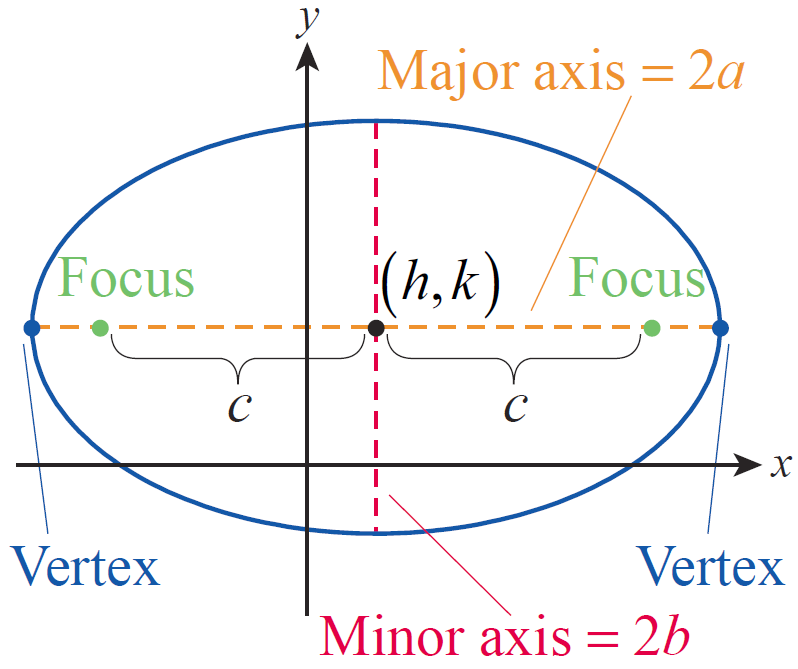 y
Major axis = 2a
Focus
(h, k)
Focus
c
c
x
Vertex
Vertex
Minor axis = 2b